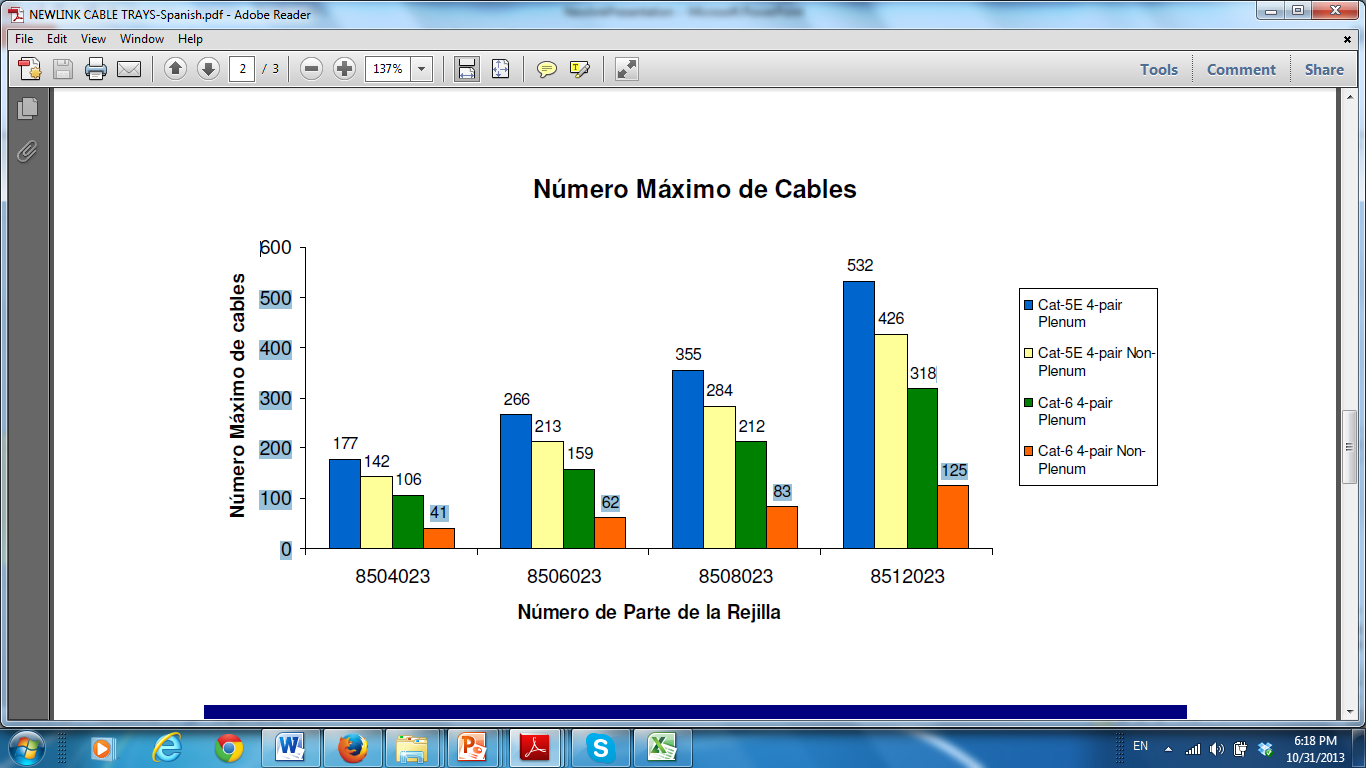 NEWLINK CABLE TRAYS-Spanish.pdf - Adobe Reader
File Edit View Window Help
2 / 3 137% Tools Comment Share
Número Máximo de Cables
Número Máximo de cables
600
500
400
300
200
100
0
177 142 106 41
266 213 159 62
355 284 212 83
532 426 318 125
8504023 8506023 8508023 8512023
Número de Parte de la Rejilla
Cat-5E 4-pair
Plenum
Cat-5E 4-pair Non-
Plenum
Cat-6 4-pair
Plenum
Cat-6 4-pair Non-
Plenum
EN 6:18 PM
10/31/2013